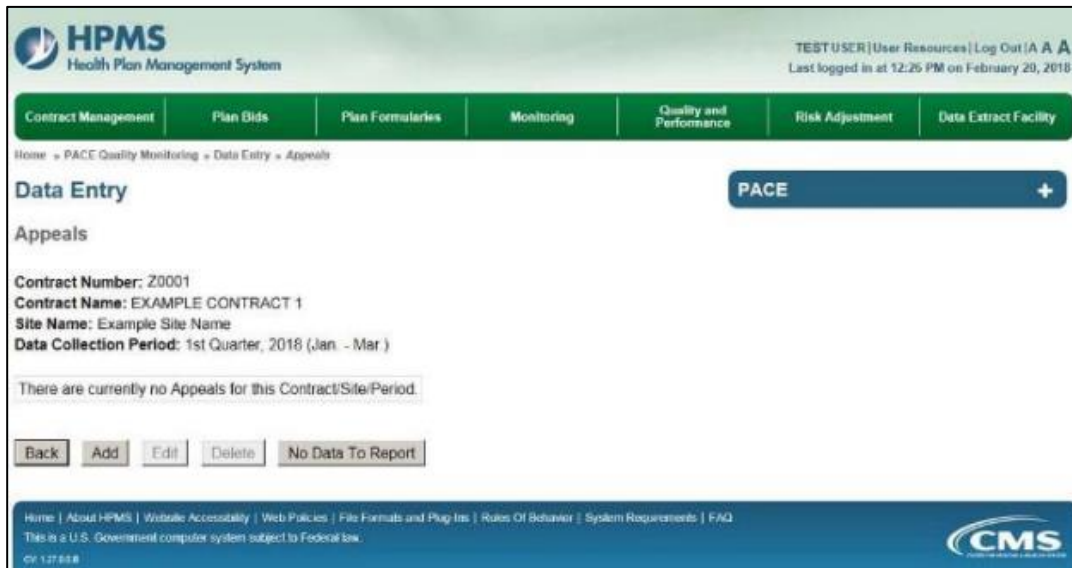 HPMS
Health Plan Management System
TEST USER | User Resources | Log Out | A A A
Last logged in at 12:26 PM on February 20, 2018
Contract Management
Plan Bids
Plan Formularies
Monitoring
Quality and
Performance
Risk Adjustment
Data Extract Facility
Home » PACE Quality Monitoring » Data Entry » Appeals
Data Entry
PACE +
Appeals
Contract Number: Z0001
Contract Name: EXAMPLE CONTRACT 1
Site Name: Example Site Name
Data Collection Period: 1st Quarter, 2018 (Jan. - Mar.)
There are currently no Appeals for this Contract/Site/Period.
Back Add Edit Delete No Data To Report
Home | About HPMS | Website Accessibility | Web Policies | File Formats and Plug-Ins | Rules Of Behavior | System Requirements | FAQ
This is a U.S. Government computer system subject to Federal law.
CMS